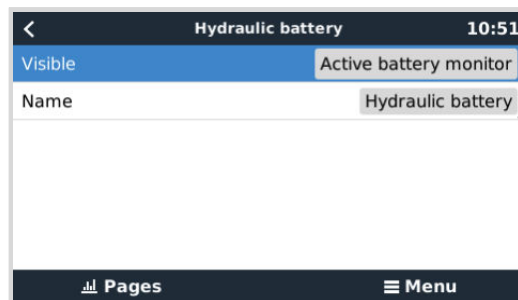 Hydraulic battery 10:51
Visible Active battery monitor
Name Hydraulic battery
Pages Menu